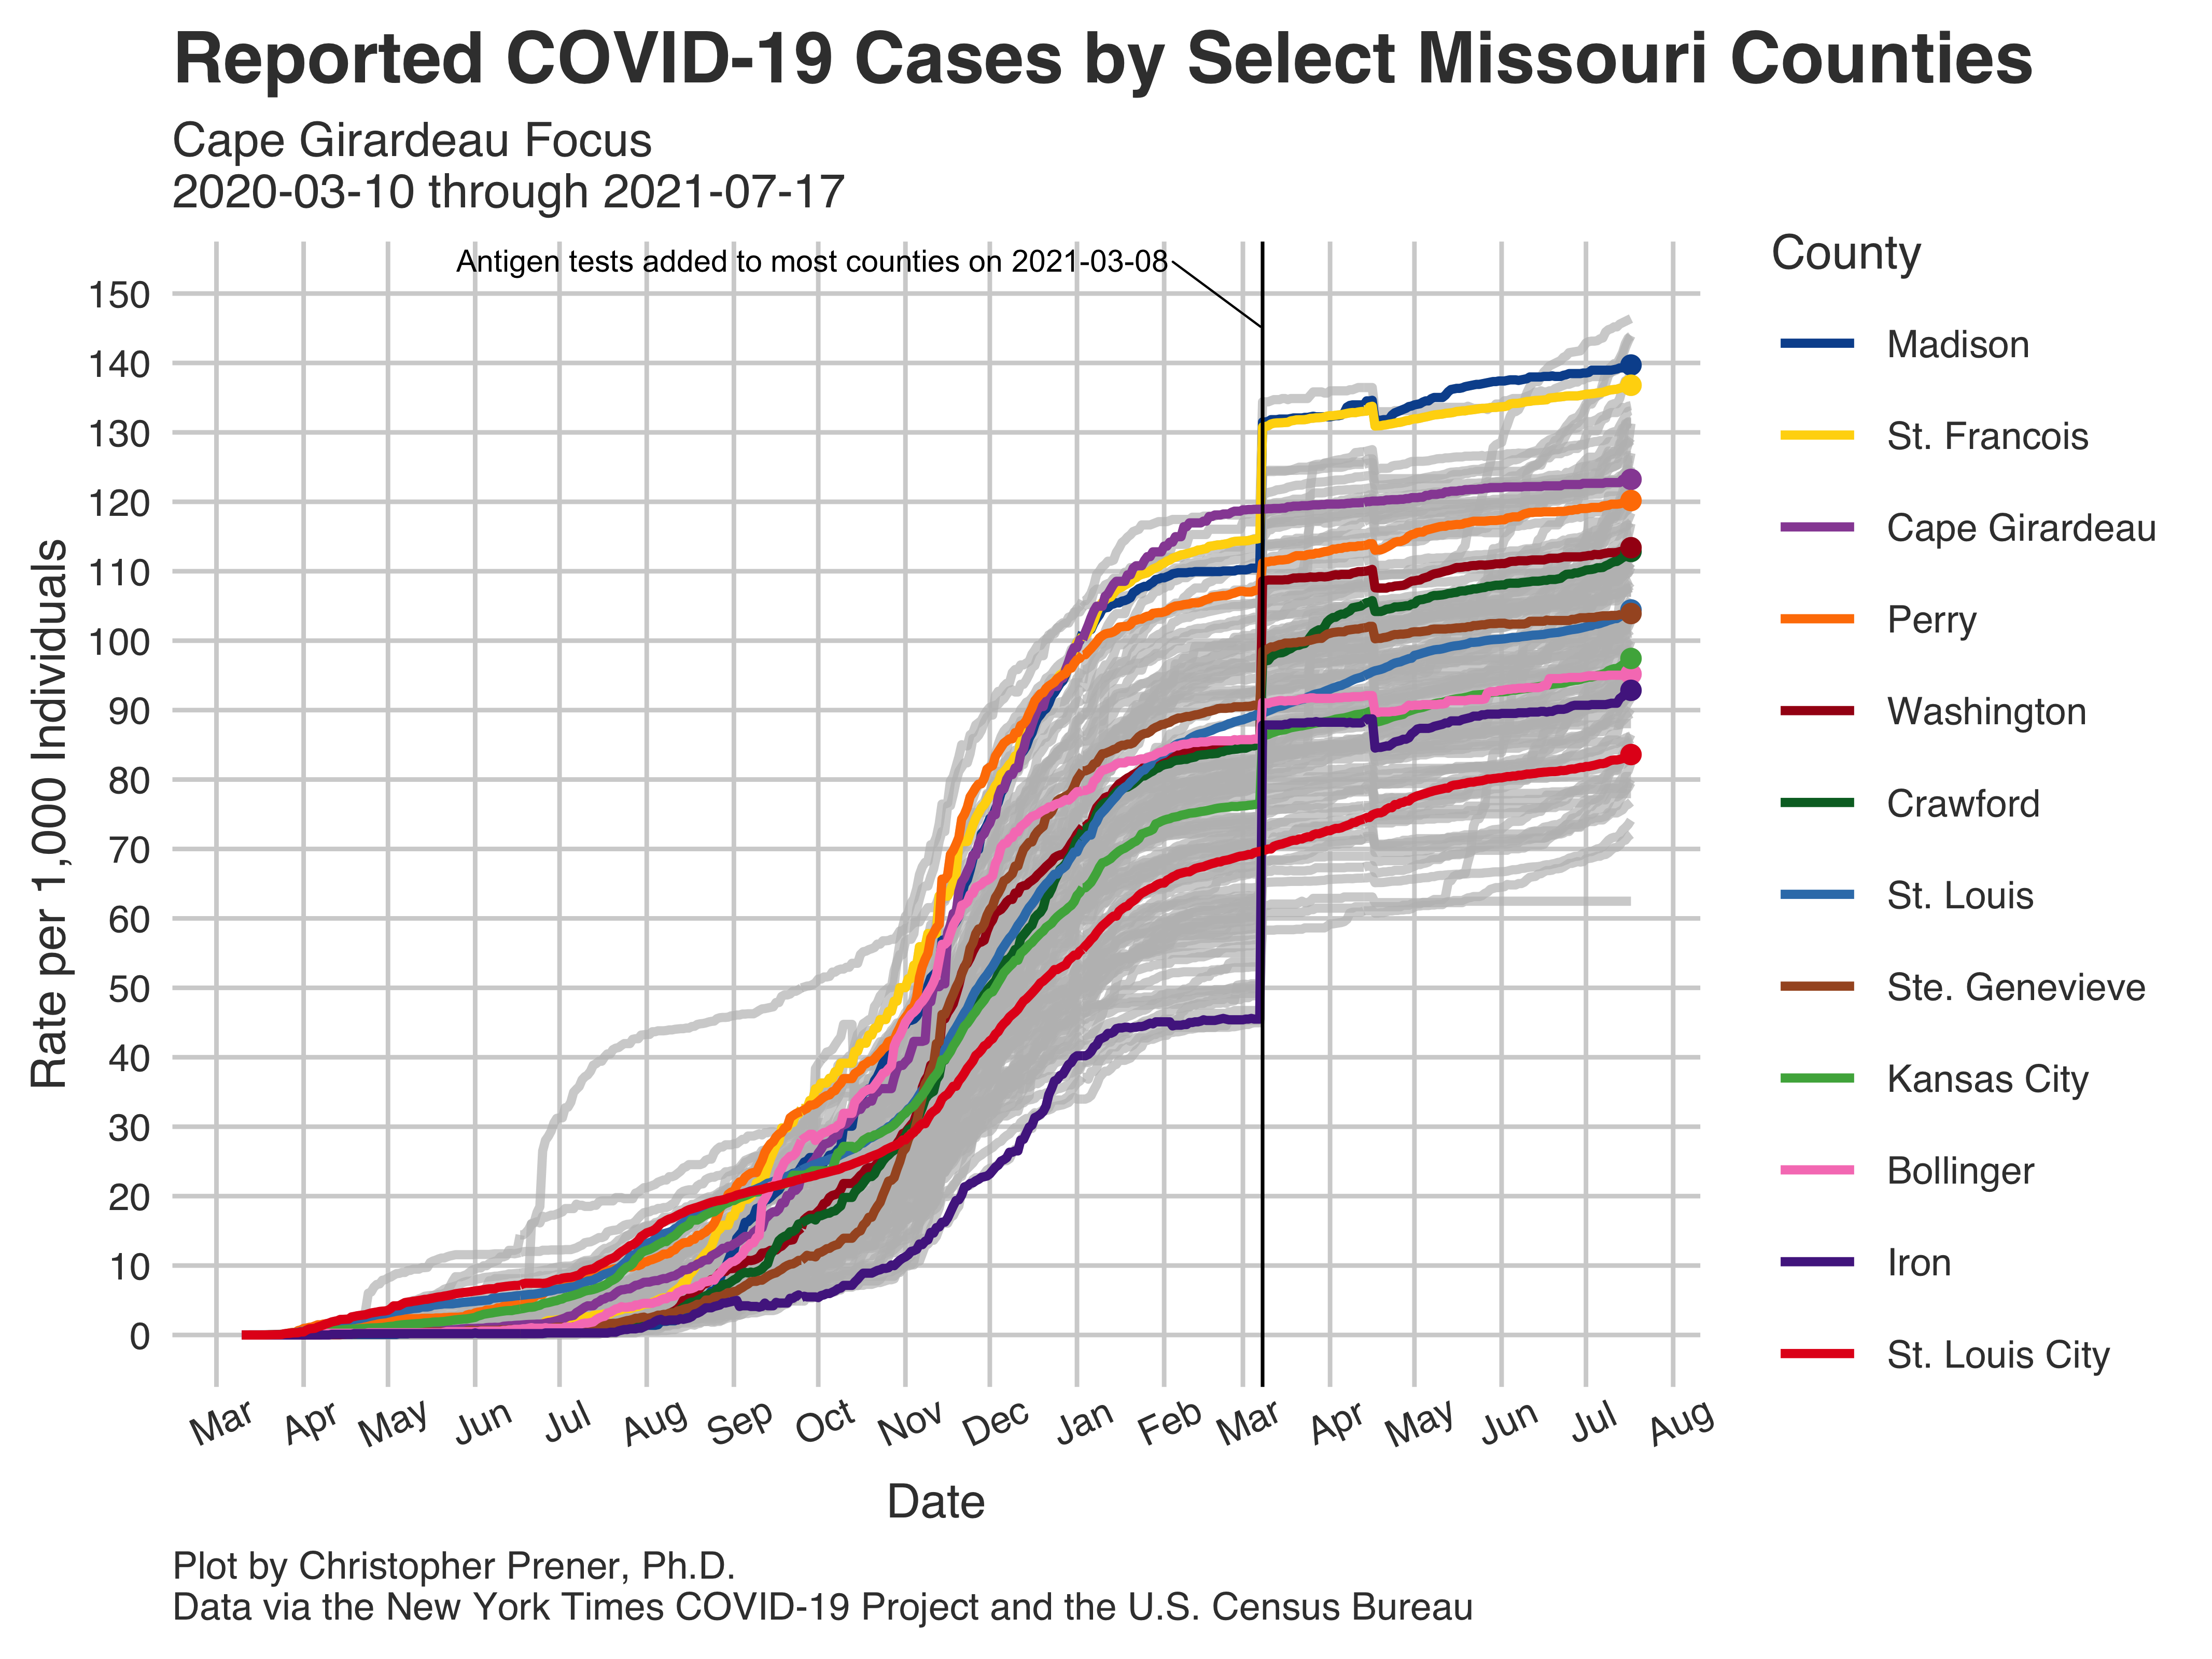 Reported COVID-19 Cases by Select Missouri Counties
Cape Girardeau Focus
2020-03-10 through 2021-07-17
Antigen tests added to most counties on 2021-03-08
150
140
130
120
110
100
90
80
70
60
50
40
30
20
10
0
Rate per 1,000 Individuals
Mar Apr May Jun Jul Aug Sep Oct Nov Dec Jan Feb Mar Apr May Jun Jul Aug
Date
County
Madison
St. Francois
Cape Girardeau
Perry
Washington
Crawford
St. Louis
Ste. Genevieve
Kansas City
Bollinger
Iron
St. Louis City
Plot by Christopher Prener, Ph.D.
Data via the New York Times COVID-19 Project and the U.S. Census Bureau